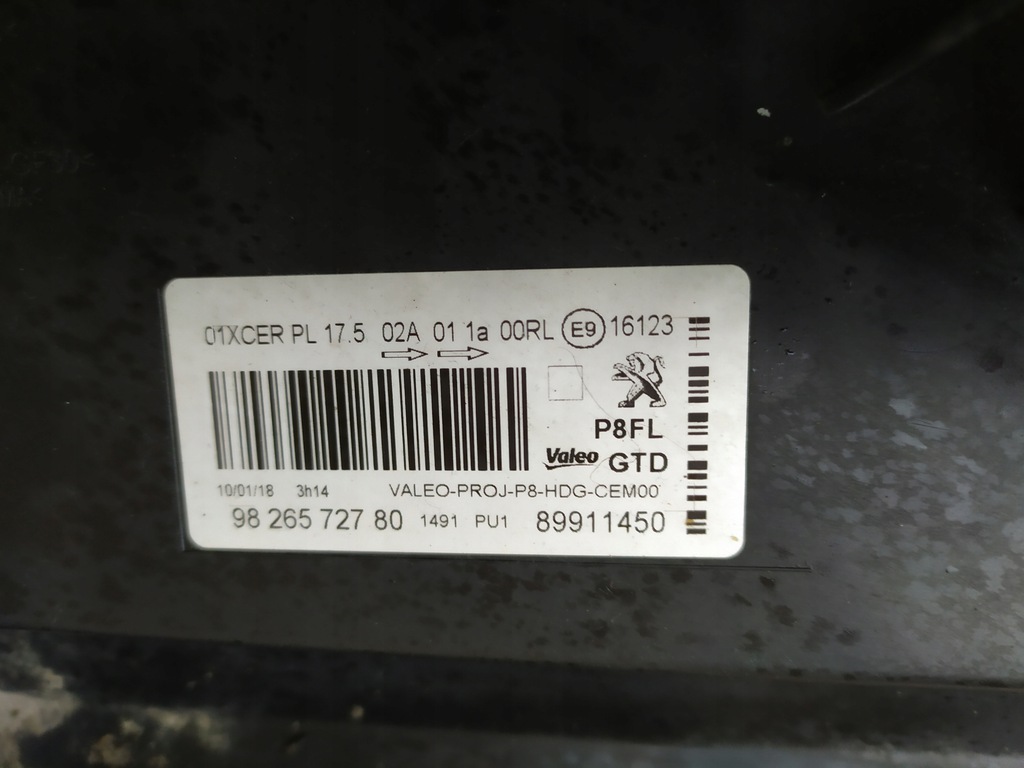 01XCER PL 17.5 02A 01 1a 00RL E9 16123
P8FL
Valeo GTD
10/01/18 3h14 VALEO-PROJ-P8-HDG-CEM00
98 265 727 80 1491 PU1 89911450